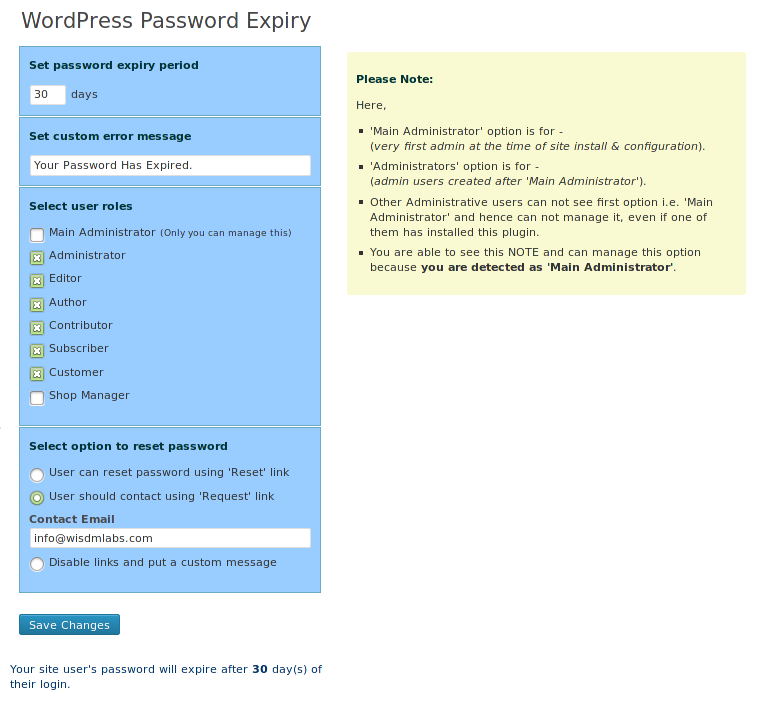 WordPress Password Expiry
Set password expiry period
30 days
Set custom error message
Your Password Has Expired.
Select user roles
Main Administrator (Only you can manage this)
Administrator
Editor
Author
Contributor
Subscriber
Customer
Shop Manager
Select option to reset password
User can reset password using 'Reset' link
User should contact using 'Request' link
Contact Email
info@wisdmlabs.com
Disable links and put a custom message
Save Changes
Your site user's password will expire after 30 day(s) of
their login.
Please Note:
Here,
'Main Administrator' option is for -
(very first admin at the time of site install & configuration).
'Administrators' option is for -
(admin users created after 'Main Administrator').
Other Administrative users can not see first option i.e. 'Main
Administrator' and hence can not manage it, even if one of
them has installed this plugin.
You are able to see this NOTE and can manage this option
because you are detected as 'Main Administrator'.